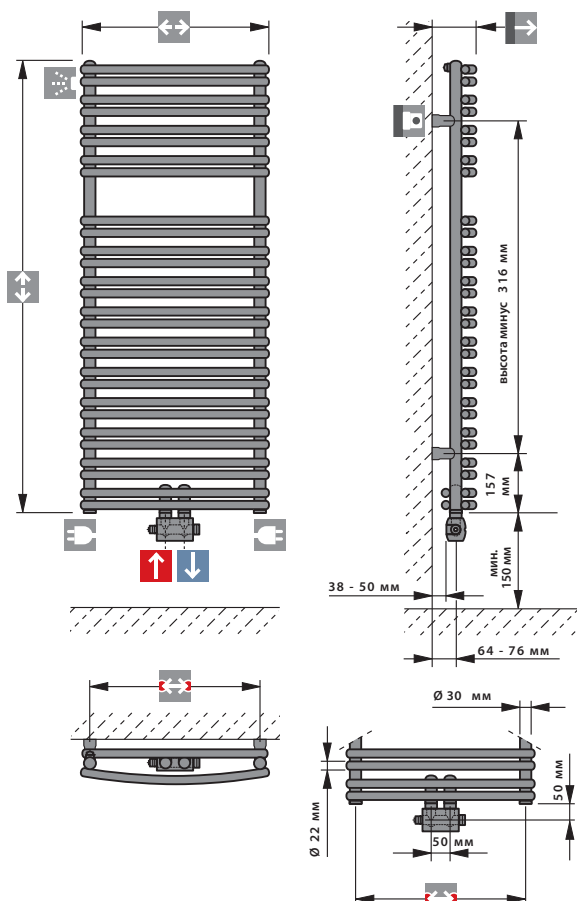 высота минус 316 мм
157
мм
мин.
150 мм
38 - 50 мм
64 - 76 мм
Ø 30 мм
Ø 22 мм
50 мм
50 мм